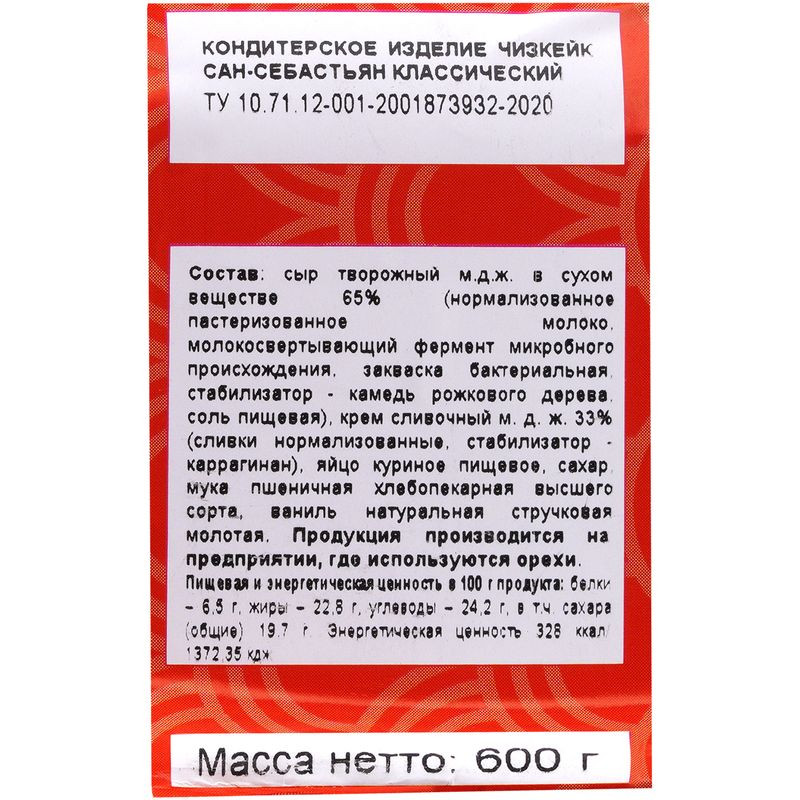 КОНДИТЕРСКОЕ ИЗДЕЛИЕ ЧИЗКЕЙК
САН-СЕБАСТЬЯН КЛАССИЧЕСКИЙ
ТУ 10.71.12-001-2001873932-2020
Состав: сыр творожный м.д.ж. в сухом
веществе 65% (нормализованное
пастеризованное молоко,
молокосвертывающий фермент микробного
происхождения, закваска бактериальная,
стабилизатор - камедь рожкового дерева,
соль пищевая), крем сливочный м. д. ж. 33%
(сливки нормализованные, стабилизатор -
каррагинан), яйцо куриное пищевое, сахар,
мука пшеничная хлебопекарная высшего
сорта, ваниль натуральная стручковая
молотая. Продукция производится на
предприятии, где используются орехи.
Пищевая и энергетическая ценность в 100 г продукта: белки
– 6,5 г, жиры – 22,8 г, углеводы – 24,2 г, в т.ч. сахара
(общие) 19,7 г. Энергетическая ценность 328 ккал/
1372,35 кдж
Масса нетто: 600 г